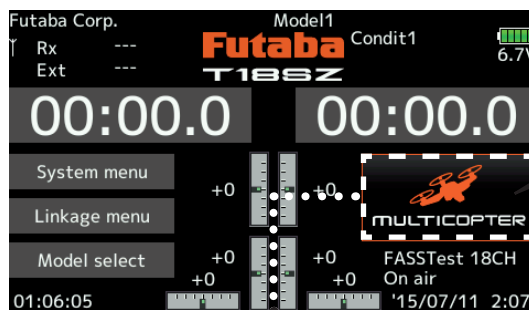 Futaba Corp.
Model1
Rx ---
Futaba
Condit1
6.7V
Ext ---
T18SZ
00:00.0
00:00.0
System menu
+0
+0
Linkage menu
MULTICOPTER
Model select
+0
+0
FASSTest 18CH
+0
+0
On air
01:06:05
'15/07/11 2:07